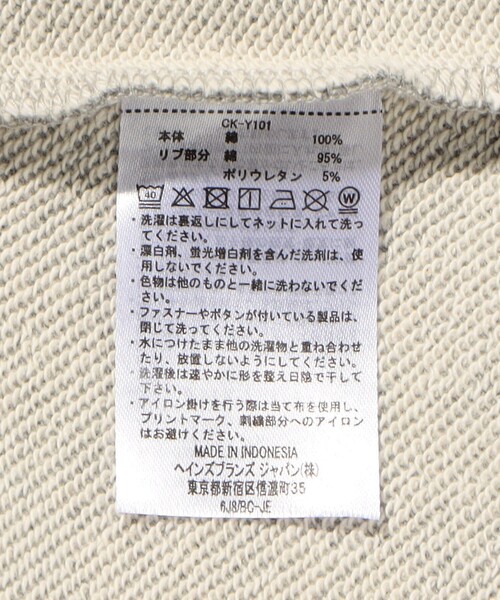 CK-Y101
本体 綿 100%
リブ部分 綿 95%
ポリウレタン 5%
40 W
・洗濯は裏返しにしてネットに入れて洗っ
てください。
・漂白剤、蛍光増白剤を含んだ洗剤は、使
用しないでください。
・色物は他のものと一緒に洗わないでくだ
さい。
・ファスナーやボタンが付いている製品は、
閉じて洗ってください。
・水につけたまま他の洗濯物と重ね合わせ
たり、放置しないようにしてください。
・洗濯後は速やかに形を整え日陰で干して
下さい。
・アイロン掛けを行う際は当て布を使用し、
プリントマーク、刺繍部分へのアイロン
はお避けください。
MADE IN INDONESIA
ヘインズブランズ ジャパン(株)
東京都新宿区信濃町35
6J8/BC-JE